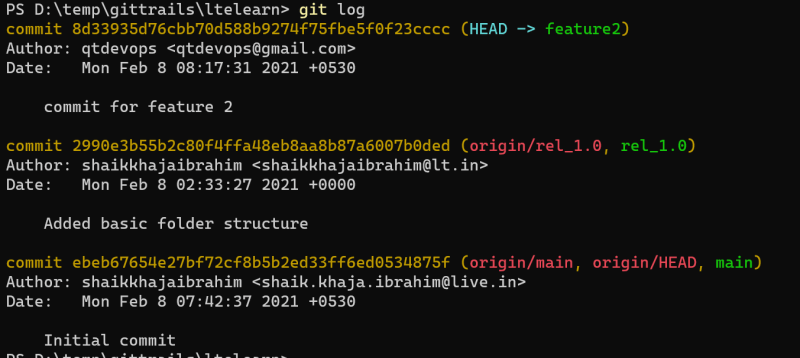 PS D:\temp\gittrails\ltelearn> git log
commit 8d33935d76cbb70d588b9274f75fbe5f0f23cccc (HEAD -> feature2)
Author: qtdevops <qtdevops@gmail.com>
Date:   Mon Feb 8 08:17:31 2021 +0530
commit for feature 2
commit 2990e3b55b2c80f4ffa48eb8aa8b87a6007b0ded (origin/rel_1.0, rel_1.0)
Author: shaikkhajaibrahim <shaikkhajaibrahim@lt.in>
Date:   Mon Feb 8 02:33:27 2021 +0000
Added basic folder structure
commit ebeb67654e27bf72cf8b5b2ed33ff6ed0534875f (origin/main, origin/HEAD, main)
Author: shaikkhajaibrahim <shaik.khaja.ibrahim@live.in>
Date:   Mon Feb 8 07:42:37 2021 +0530
Initial commit
PS D:\temp\gittrails\ltelearn>